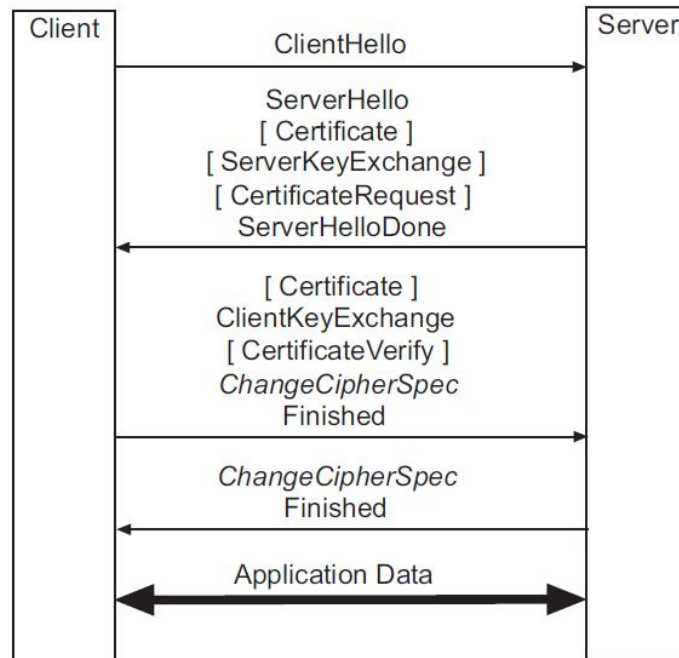 Client
Server
ClientHello
ServerHello
[ Certificate ]
[ ServerKeyExchange ]
[ CertificateRequest ]
ServerHelloDone
[ Certificate ]
ClientKeyExchange
[ CertificateVerify ]
ChangeCipherSpec
Finished
ChangeCipherSpec
Finished
Application Data